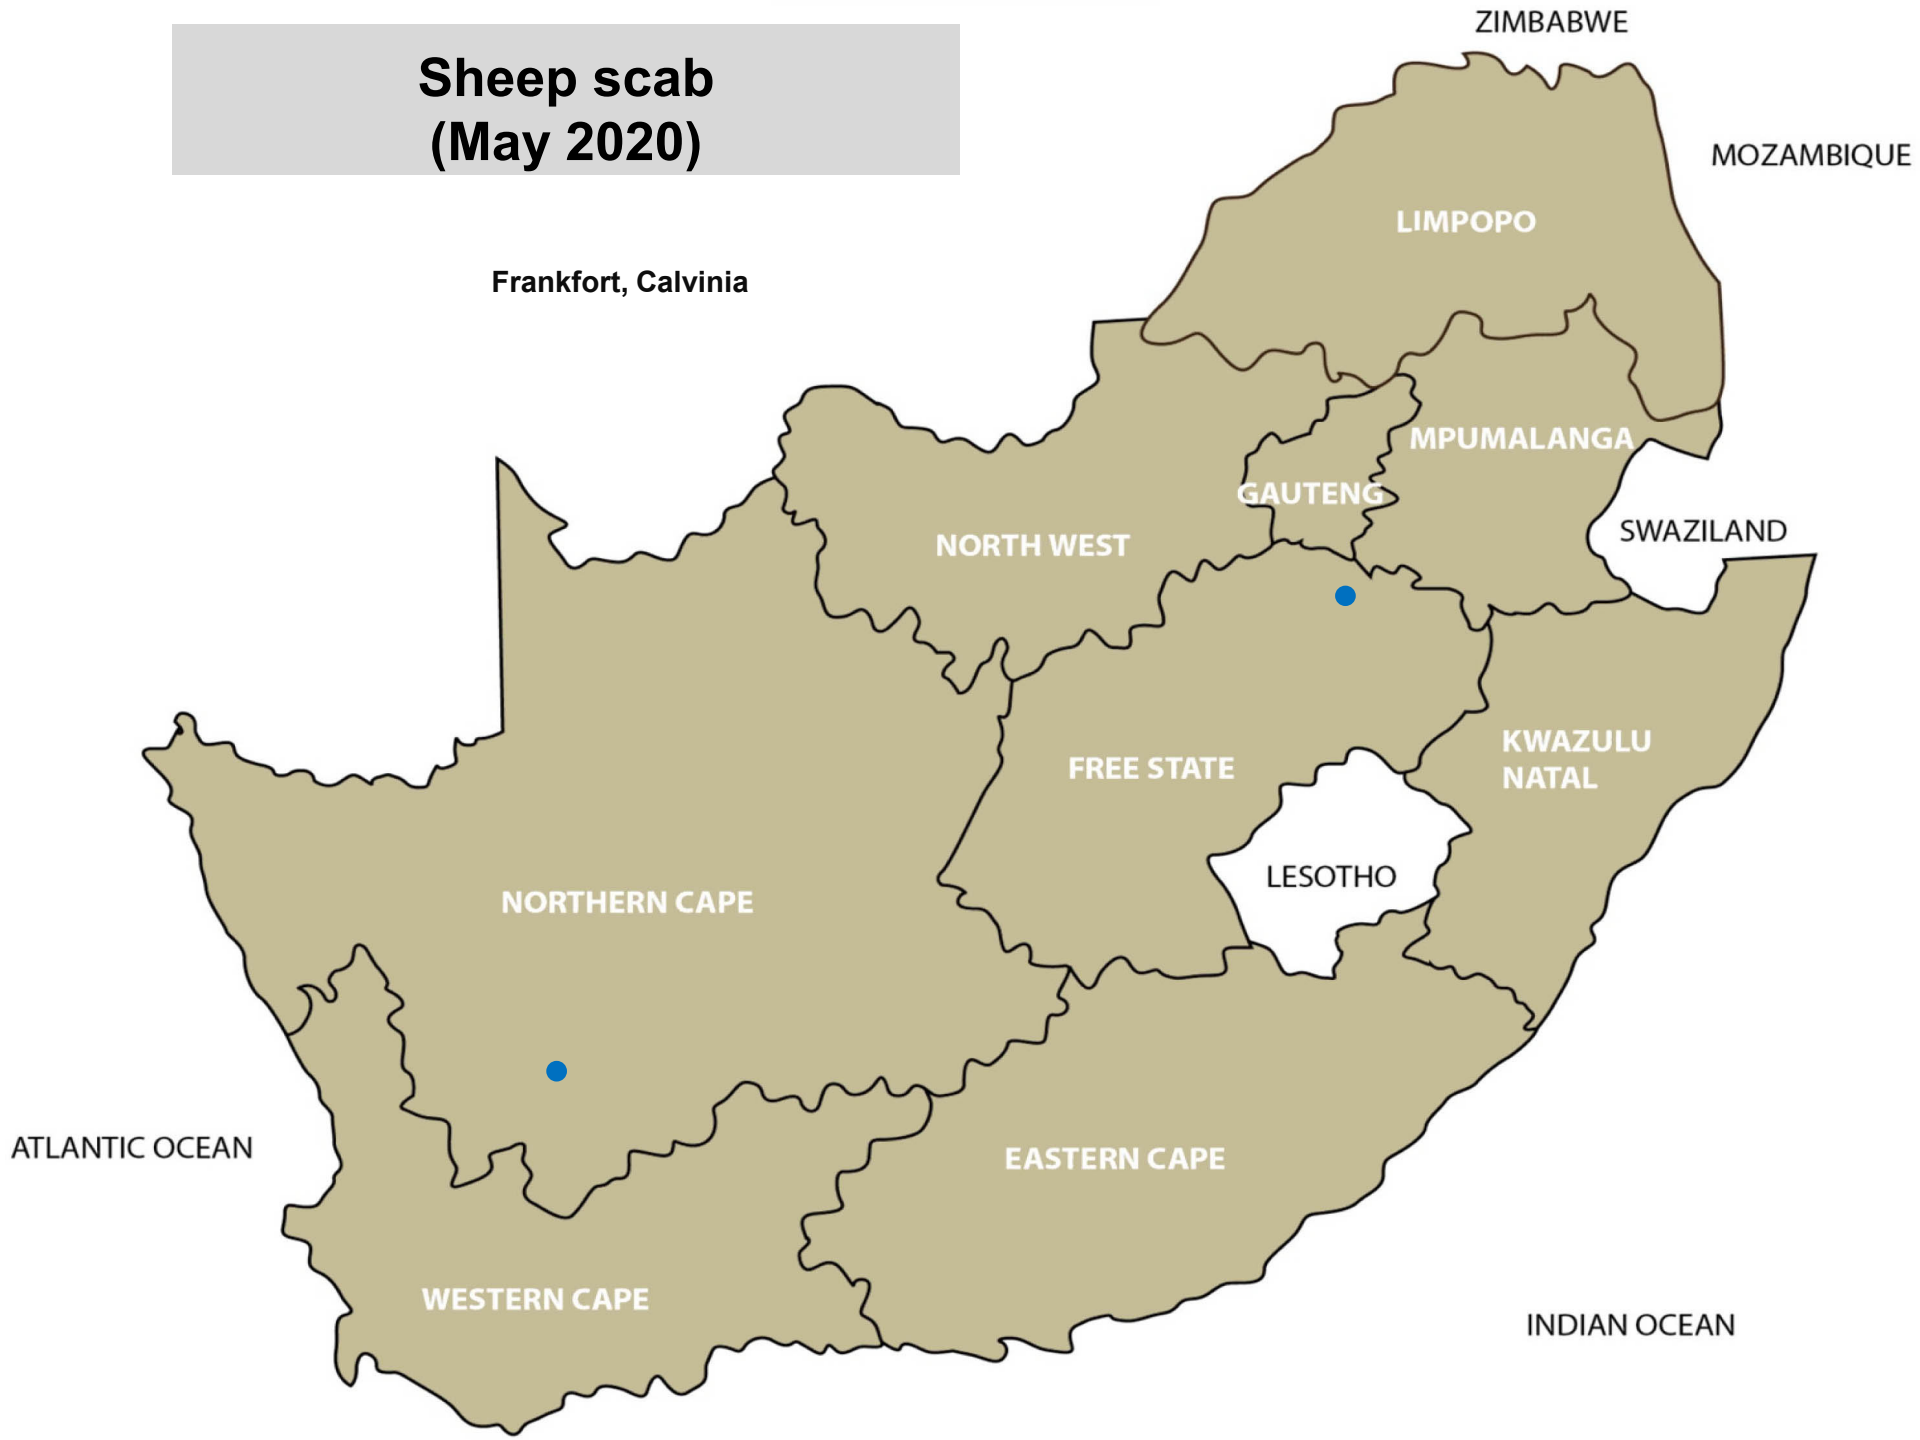 Sheep scab
(May 2020)
ZIMBABWE
MOZAMBIQUE
LIMPOPO
Frankfort, Calvinia
MPUMALANGA
GAUTENG
SWAZILAND
NORTH WEST
KWAZULU
NATAL
FREE STATE
LESOTHO
NORTHERN CAPE
ATLANTIC OCEAN
EASTERN CAPE
WESTERN CAPE
INDIAN OCEAN